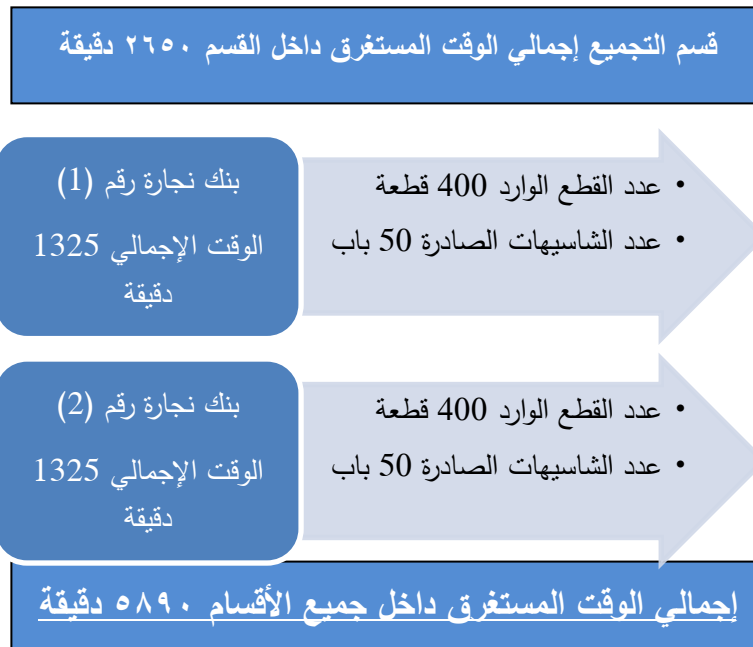 قسم التجميع إجمالي الوقت المستغرق داخل القسم ٢٦٥٠ دقيقة
بنك نجارة رقم (1)
الوقت الإجمالي 1325
دقيقة
• عدد القطع الوارد 400 قطعة
• عدد الشاسيهات الصادرة 50 باب
بنك نجارة رقم (2)
الوقت الإجمالي 1325
دقيقة
• عدد القطع الوارد 400 قطعة
• عدد الشاسيهات الصادرة 50 باب
إجمالي الوقت المستغرق داخل جميع الأقسام ٥٨٩٠ دقيقة